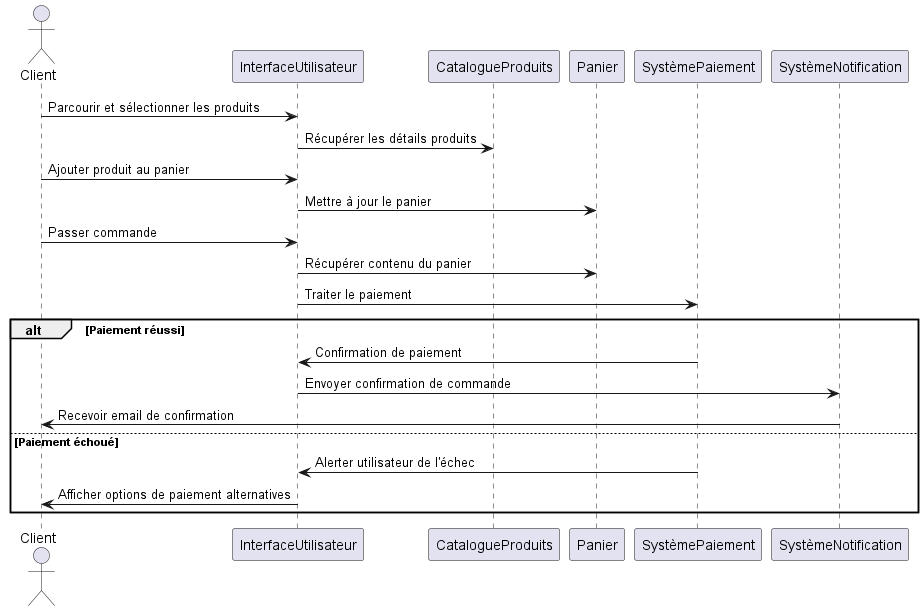 Client
InterfaceUtilisateur
CatalogueProduits
Panier
SystèmePaiement
SystèmeNotification
Parcourir et sélectionner les produits
Récupérer les détails produits
Ajouter produit au panier
Mettre à jour le panier
Passer commande
Récupérer contenu du panier
Traiter le paiement
alt
[Paiement réussi]
Confirmation de paiement
Envoyer confirmation de commande
Recevoir email de confirmation
[Paiement échoué]
Alerter utilisateur de l'échec
Afficher options de paiement alternatives
Client
InterfaceUtilisateur
CatalogueProduits
Panier
SystèmePaiement
SystèmeNotification